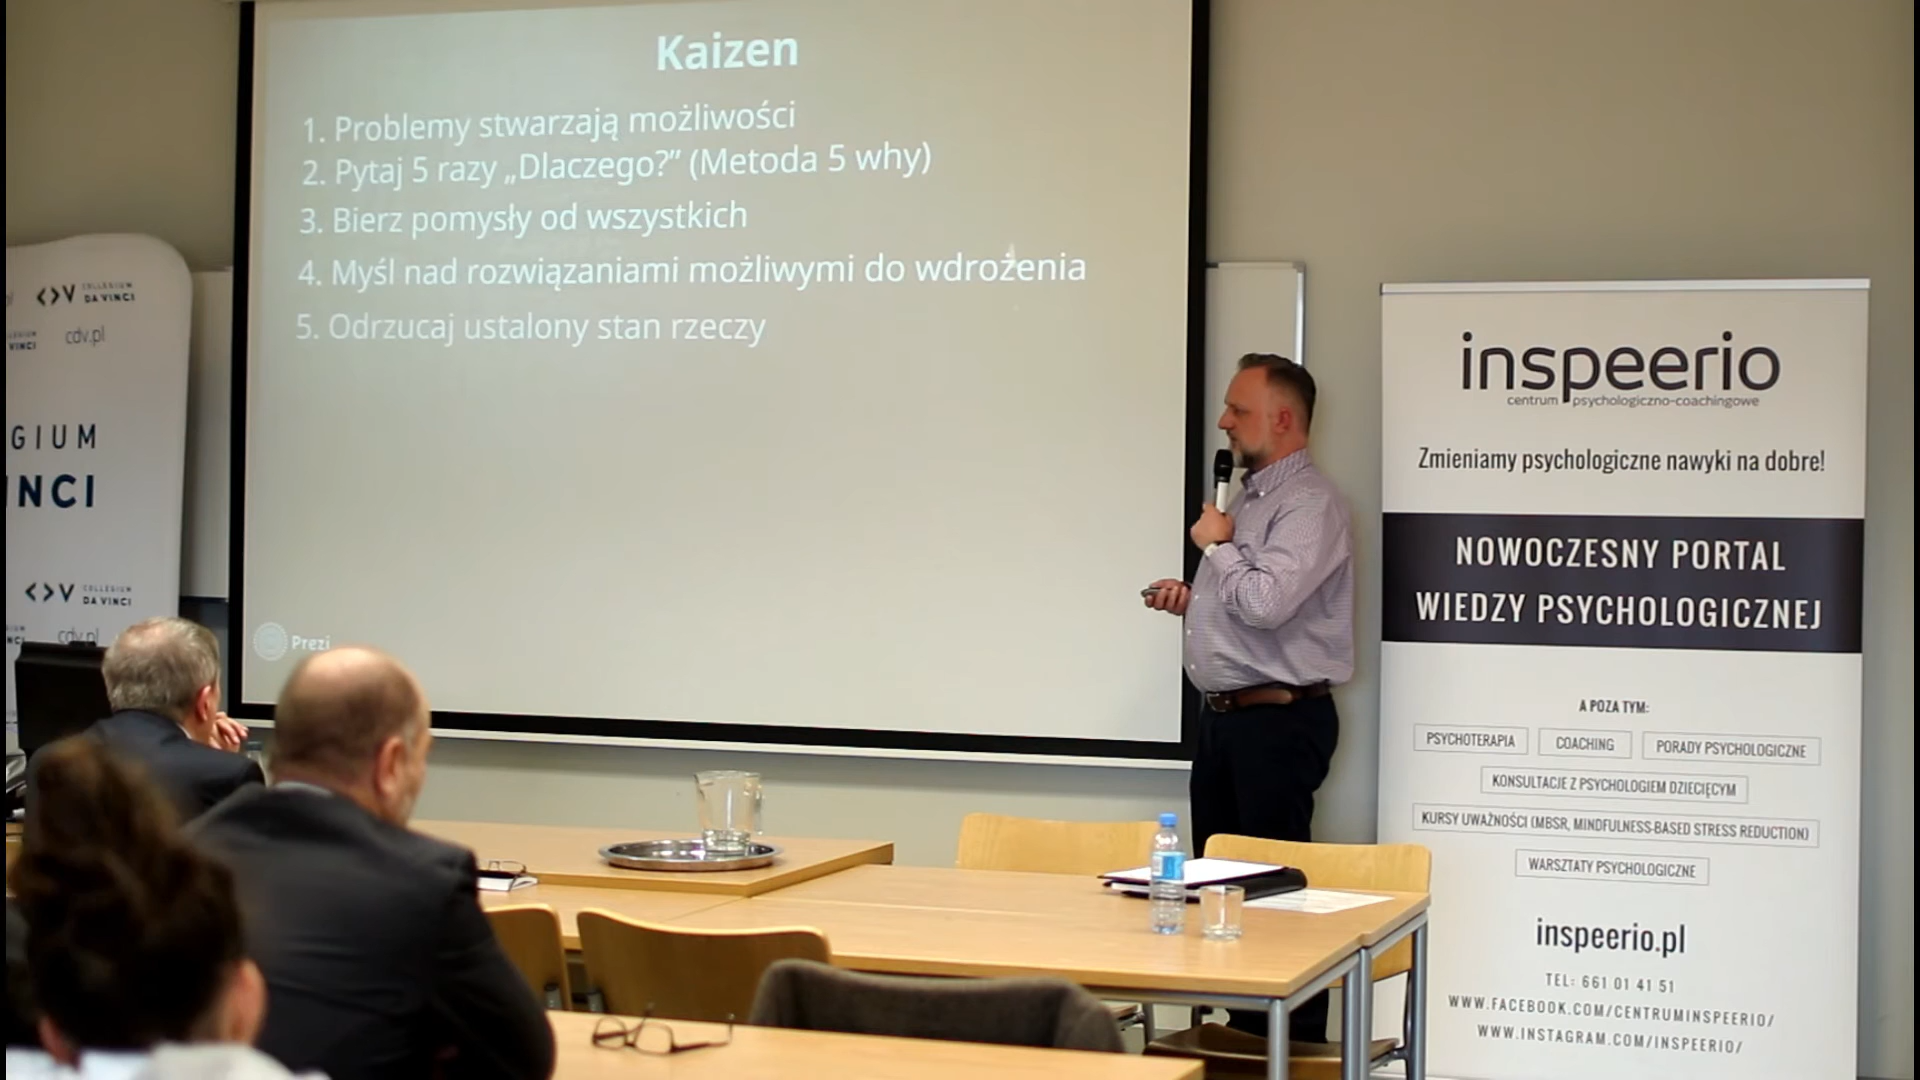 Kaizen
1. Problemy stwarzają możliwości
2. Pytaj 5 razy „Dlaczego?” (Metoda 5 why)
3. Bierz pomysły od wszystkich
4. Myśl nad rozwiązaniami możliwymi do wdrożenia
5. Odrzucaj ustalony stan rzeczy
Prezi
COLLEGIUM
DA VINCI
cdv.pl
GIUM
INCI
COLLEGIUM
DA VINCI
cdv.pl
inspeerio
centrum psychologiczno-coachingowe
Zmieniamy psychologiczne nawyki na dobre!
NOWOCZESNY PORTAL
WIEDZY PSYCHOLOGICZNEJ
A POZA TYM:
PSYCHOTERAPIA COACHING PORADY PSYCHOLOGICZNE
KONSULTACJE Z PSYCHOLOGIEM DZIECIĘCYM
KURSY UWAŻNOŚCI (MBSR, MINDFULNESS-BASED STRESS REDUCTION)
WARSZTATY PSYCHOLOGICZNE
inspeerio.pl
TEL: 661 01 41 51
WWW.FACEBOOK.COM/CENTRUMINSPEERIO/
WWW.INSTAGRAM.COM/INSPEERIO/